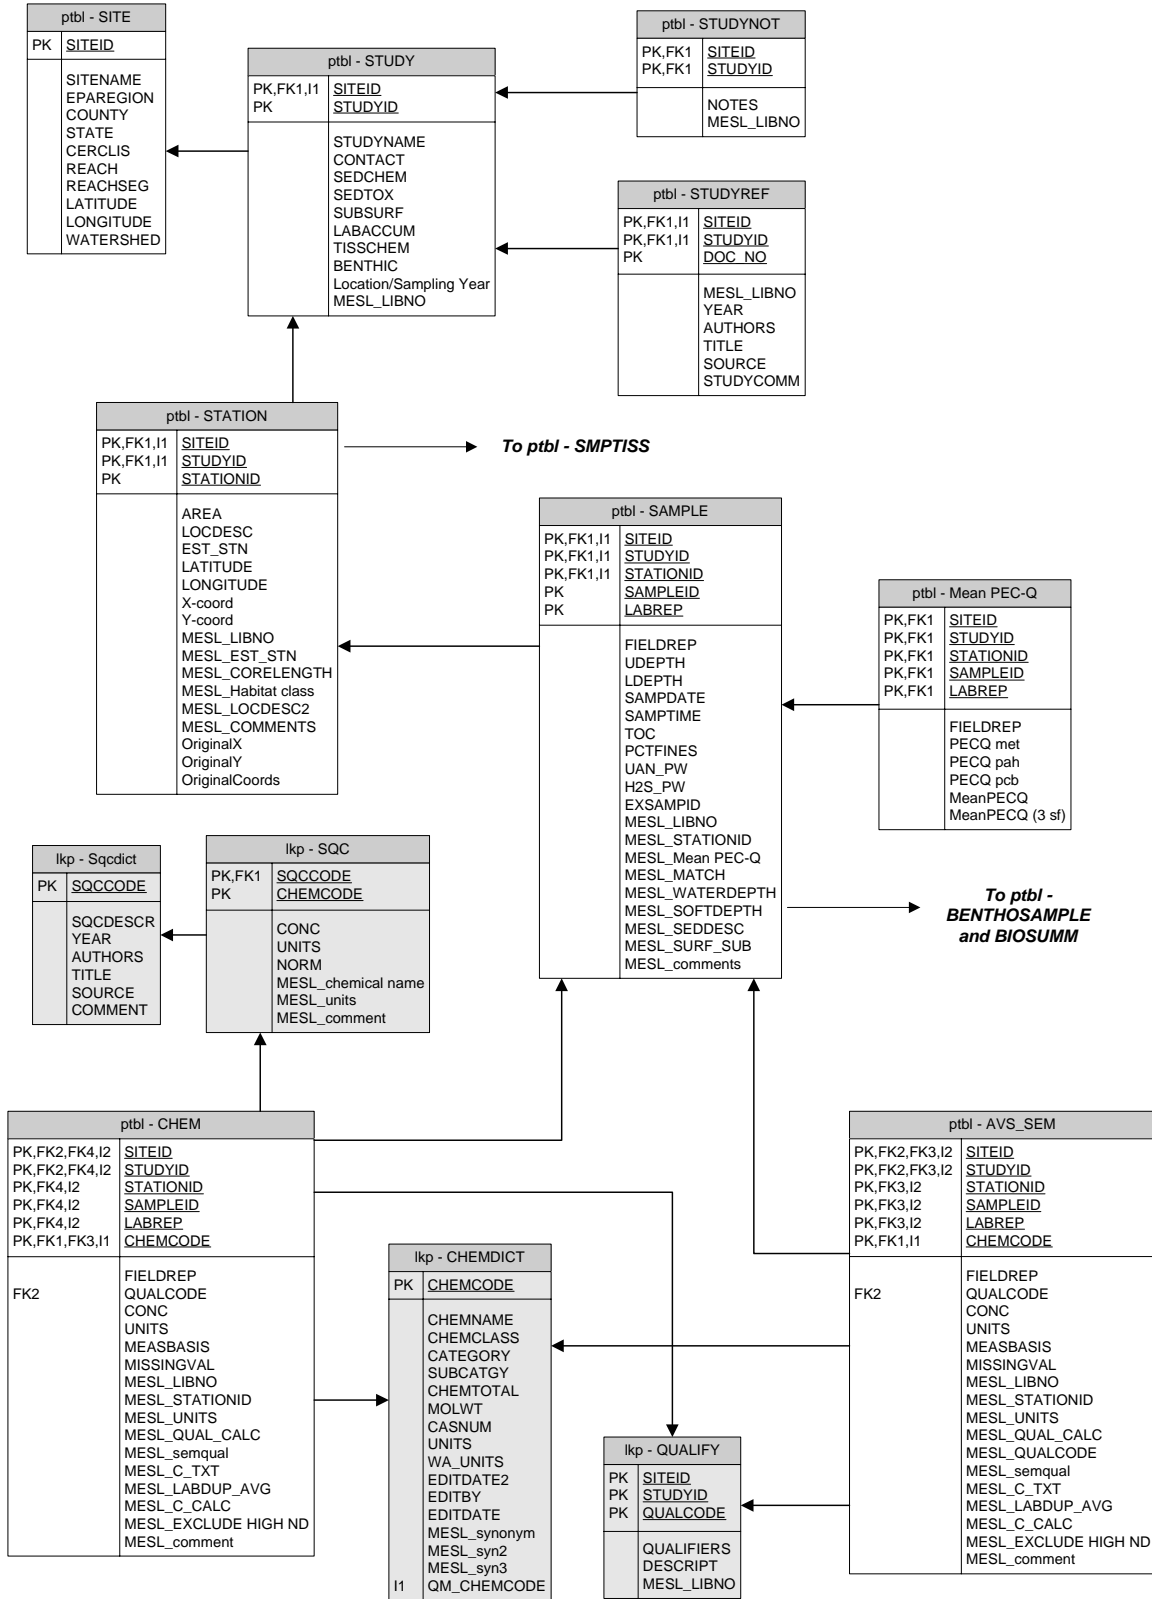 ptbl - SITE
PK SITEID
SITENAME
EPAREGION
COUNTY
STATE
CERCLIS
REACH
REACHSEG
LATITUDE
LONGITUDE
WATERSHED
ptbl - STUDY
PK,FK1,I1 SITEID
PK STUDYID
STUDYNAME
CONTACT
SEDCHEM
SEDTOX
SUBSURF
LABACCUM
TISSCHEM
BENTHIC
Location/Sampling Year
MESL_LIBNO
ptbl - STUDYNOT
PK,FK1 SITEID
PK,FK1 STUDYID
NOTES
MESL_LIBNO
ptbl - STUDYREF
PK,FK1,I1 SITEID
PK,FK1,I1 STUDYID
PK DOC_NO
MESL_LIBNO
YEAR
AUTHORS
TITLE
SOURCE
STUDYCOMM
ptbl - STATION
PK,FK1,I1 SITEID
PK,FK1,I1 STUDYID
PK STATIONID
AREA
LOCDESC
EST_STN
LATITUDE
LONGITUDE
X-coord
Y-coord
MESL_LIBNO
MESL_EST_STN
MESL_CORELENGTH
MESL_Habitat class
MESL_LOCDESC2
MESL_COMMENTS
OriginalX
OriginalY
OriginalCoords
To ptbl - SMPTISS
ptbl - SAMPLE
PK,FK1,I1 SITEID
PK,FK1,I1 STUDYID
PK,FK1,I1 STATIONID
PK SAMPLEID
PK LABREP
FIELDREP
UDEPTH
LDEPTH
SAMPDATE
SAMPTIME
TOC
PCTFINES
UAN_PW
H2S_PW
EXSAMPID
MESL_LIBNO
MESL_STATIONID
MESL_Mean PEC-Q
MESL_MATCH
MESL_WATERDEPTH
MESL_SOFTDEPTH
MESL_SEDDESC
MESL_SURF_SUB
MESL_comments
ptbl - Mean PEC-Q
PK,FK1 SITEID
PK,FK1 STUDYID
PK,FK1 STATIONID
PK,FK1 SAMPLEID
PK,FK1 LABREP
FIELDREP
PECQ met
PECQ pah
PECQ pcb
MeanPECQ
MeanPECQ (3 sf)
To ptbl -
BENTHOSAMPLE
and BIOSUMM
lkp - Sqcdict
PK SQCCODE
SQCDESCR
YEAR
AUTHORS
TITLE
SOURCE
COMMENT
lkp - SQC
PK,FK1 SQCCODE
PK CHEMCODE
CONC
UNITS
NORM
MESL_chemical name
MESL_units
MESL_comment
ptbl - CHEM
PK,FK2,FK4,I2 SITEID
PK,FK2,FK4,I2 STUDYID
PK,FK4,I2 STATIONID
PK,FK4,I2 SAMPLEID
PK,FK4,I2 LABREP
PK,FK1,FK3,I1 CHEMCODE
FIELDREP
FK2 QUALCODE
CONC
UNITS
MEASBASIS
MISSINGVAL
MESL_LIBNO
MESL_STATIONID
MESL_UNITS
MESL_QUAL_CALC
MESL_semqual
MESL_C_TXT
MESL_LABDUP_AVG
MESL_C_CALC
MESL_EXCLUDE HIGH ND
MESL_comment
lkp - CHEMDICT
PK CHEMCODE
CHEMNAME
CHEMCLASS
CATEGORY
SUBCATGY
CHEMTOTAL
MOLWT
CASNUM
UNITS
WA_UNITS
EDITDATE2
EDITBY
EDITDATE
MESL_synonym
MESL_syn2
MESL_syn3
I1 QM_CHEMCODE
lkp - QUALIFY
PK SITEID
PK STUDYID
PK QUALCODE
QUALIFIERS
DESCRIPT
MESL_LIBNO
ptbl - AVS_SEM
PK,FK2,FK3,I2 SITEID
PK,FK2,FK3,I2 STUDYID
PK,FK3,I2 STATIONID
PK,FK3,I2 SAMPLEID
PK,FK3,I2 LABREP
PK,FK1,I1 CHEMCODE
FIELDREP
FK2 QUALCODE
CONC
UNITS
MEASBASIS
MISSINGVAL
MESL_LIBNO
MESL_STATIONID
MESL_UNITS
MESL_QUAL_CALC
MESL_QUALCODE
MESL_semqual
MESL_C_TXT
MESL_LABDUP_AVG
MESL_C_CALC
MESL_EXCLUDE HIGH ND
MESL_comment